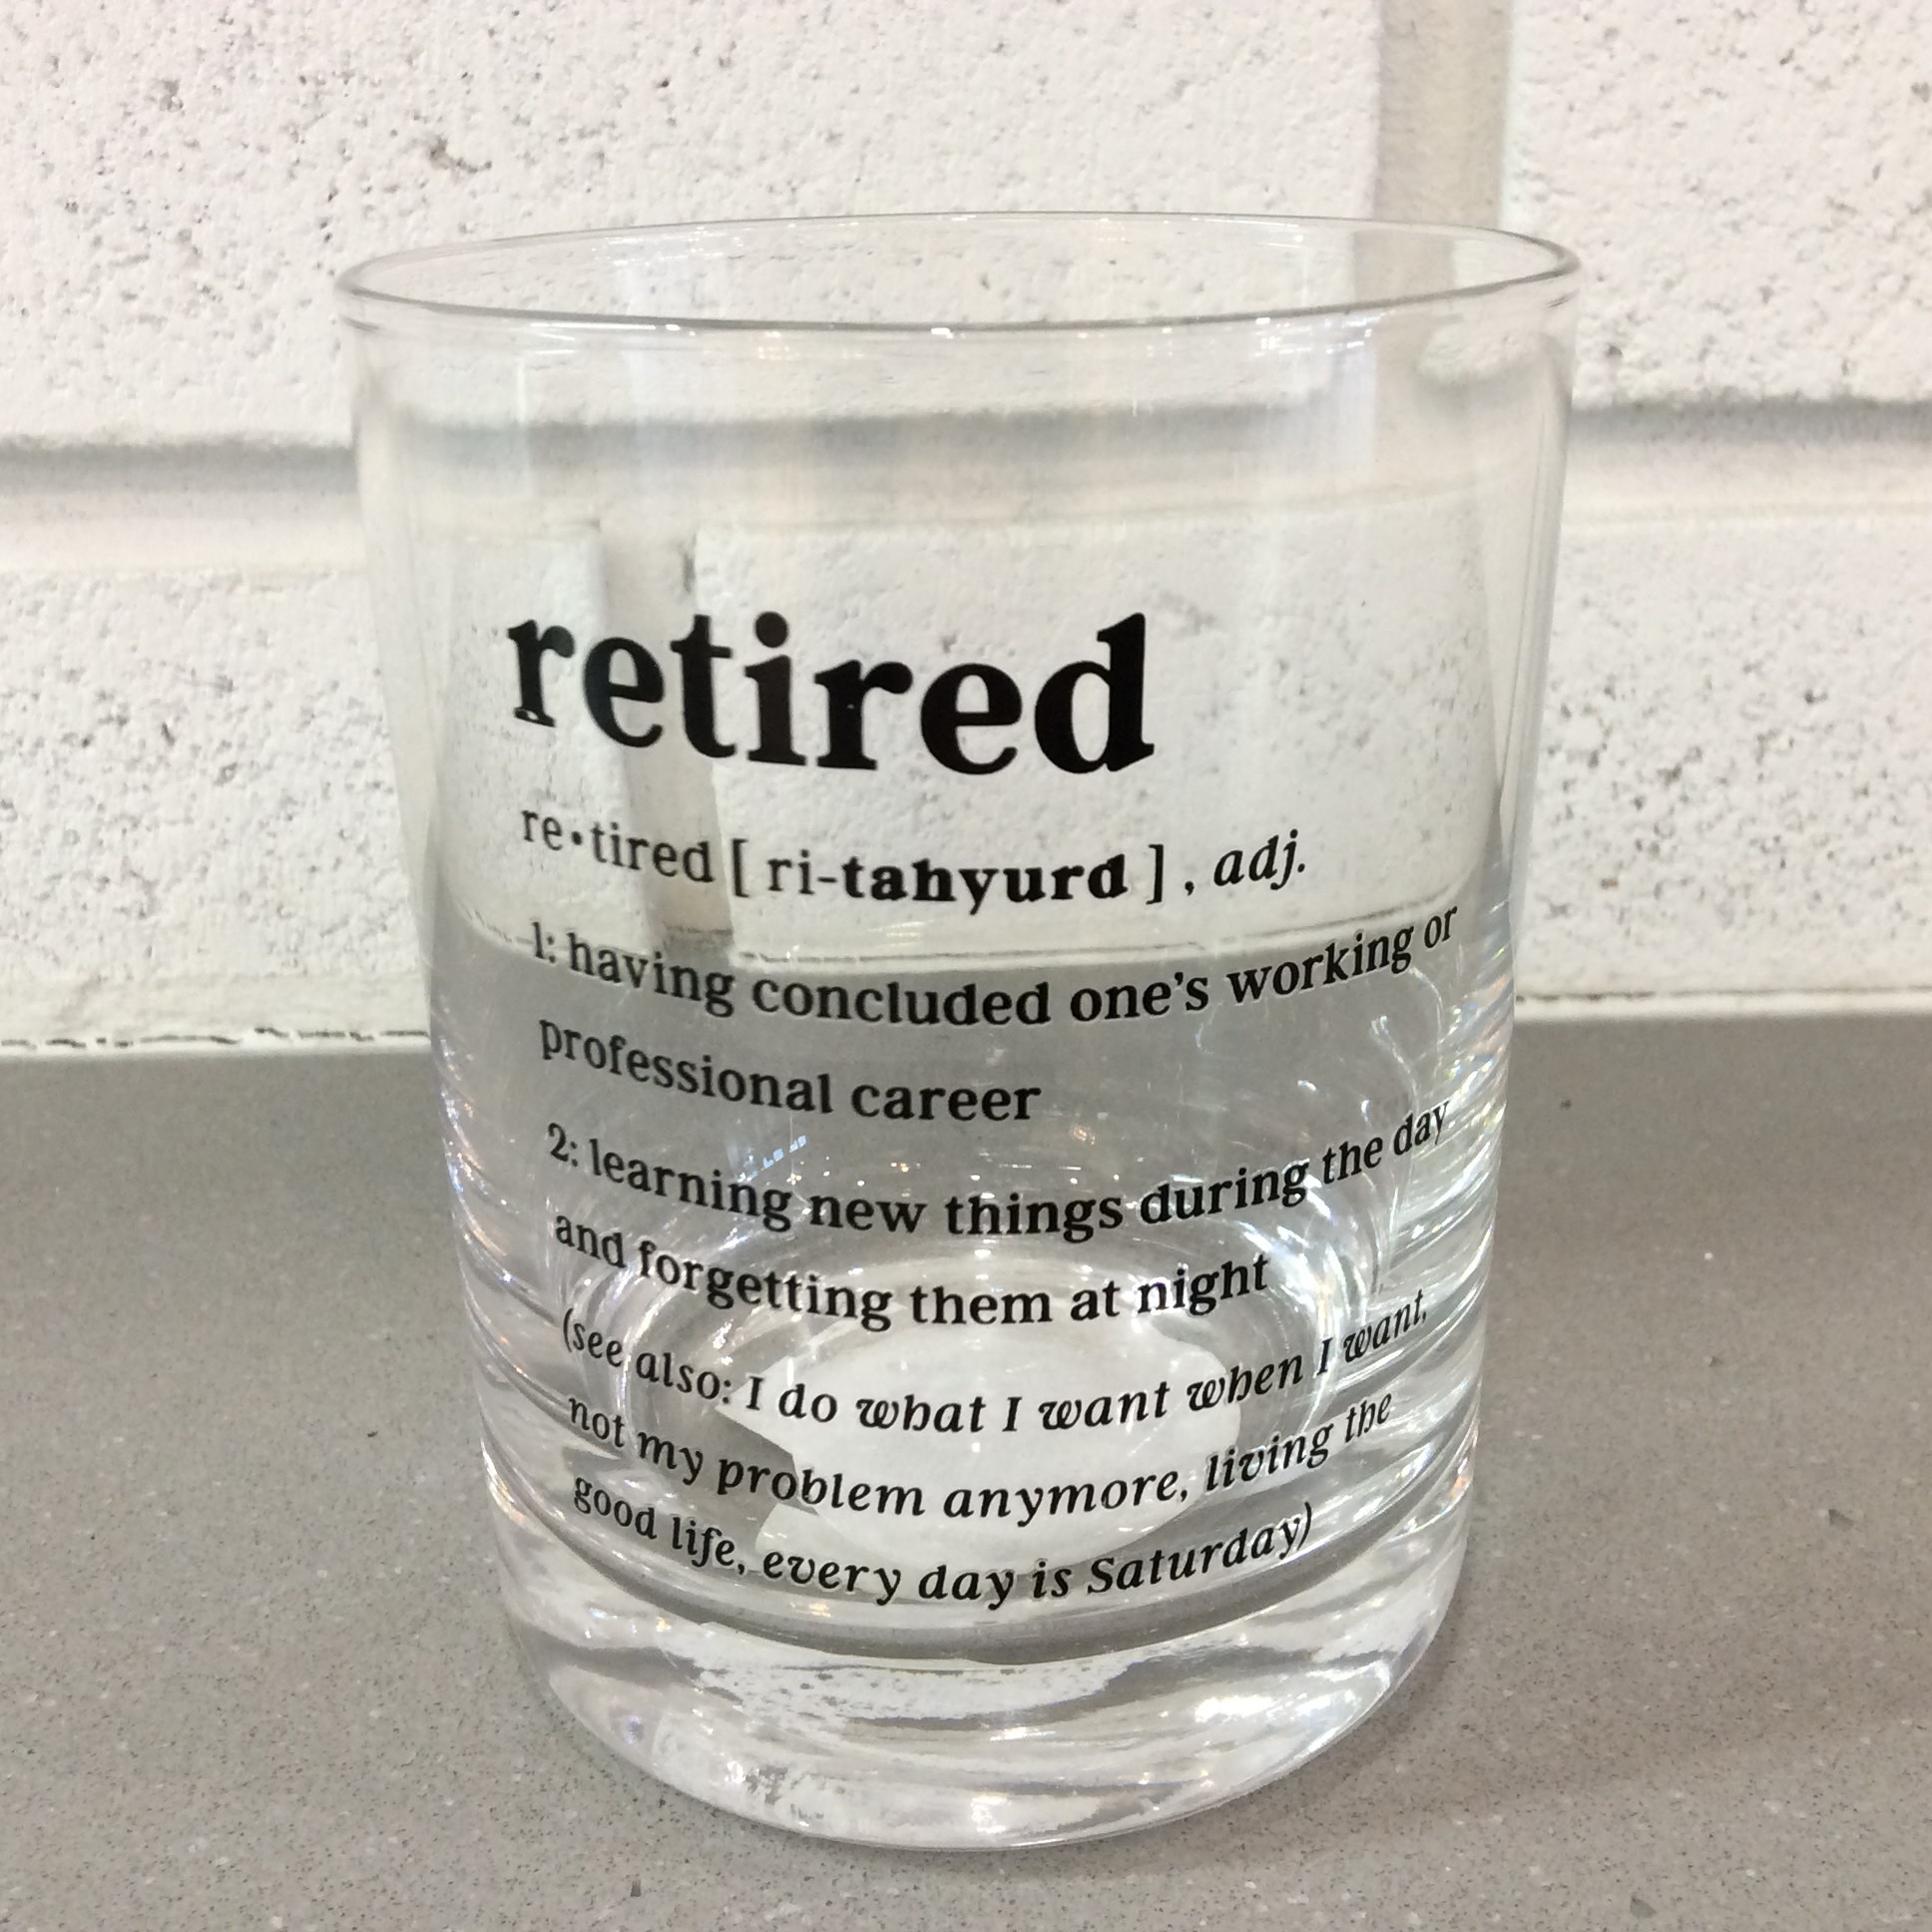 retired
re•tired [ ri-tahyurd ] , adj.
1: having concluded one's working or
professional career
2: learning new things during the day
and forgetting them at night
(see also: I do what I want when I want,
not my problem anymore, living the
good life, every day is Saturday)